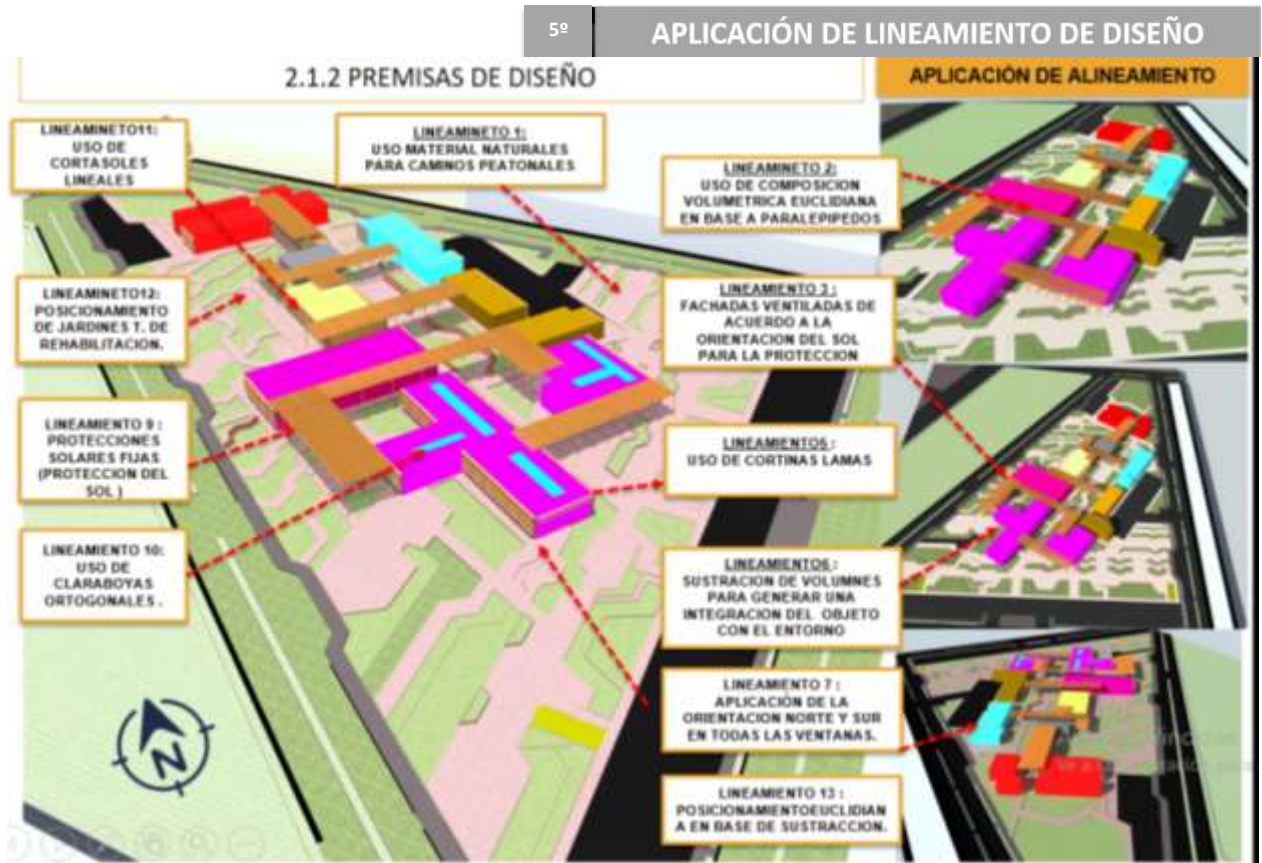 5º
APLICACIÓN DE LINEAMIENTO DE DISEÑO
2.1.2 PREMISAS DE DISEÑO
APLICACIÓN DE ALINEAMIENTO
LINEAMINETO11:
USO DE
CORTASOLES
LINEALES
LINEAMINETO 1:
USO MATERIAL NATURALES
PARA CAMINOS PEATONALES
LINEAMINETO 2:
USO DE COMPOSICION
VOLUMETRICA EUCLIDIANA
EN BASE A PARALEPIPEDOS
LINEAMINETO12:
POSICIONAMIENTO
DE JARDINES T. DE
REHABILITACION.
LINEAMIENTO 3 :
FACHADAS VENTILADAS DE
ACUERDO A LA
ORIENTACION DEL SOL
PARA LA PROTECCION
LINEAMIENTO 9 :
PROTECCIONES
SOLARES FIJAS
(PROTECCION DEL
SOL )
LINEAMIENTO5 :
USO DE CORTINAS LAMAS
LINEAMIENTO 10:
USO DE
CLARABOYAS
ORTOGONALES .
LINEAMIENTO6 :
SUSTRACION DE VOLUMNES
PARA GENERAR UNA
INTEGRACION DEL OBJETO
CON EL ENTORNO
LINEAMIENTO 7 :
APLICACIÓN DE LA
ORIENTACION NORTE Y SUR
EN TODAS LAS VENTANAS.
LINEAMIENTO 13 :
POSICIONAMIENTOEUCLIDIAN
A EN BASE DE SUSTRACCION.
N